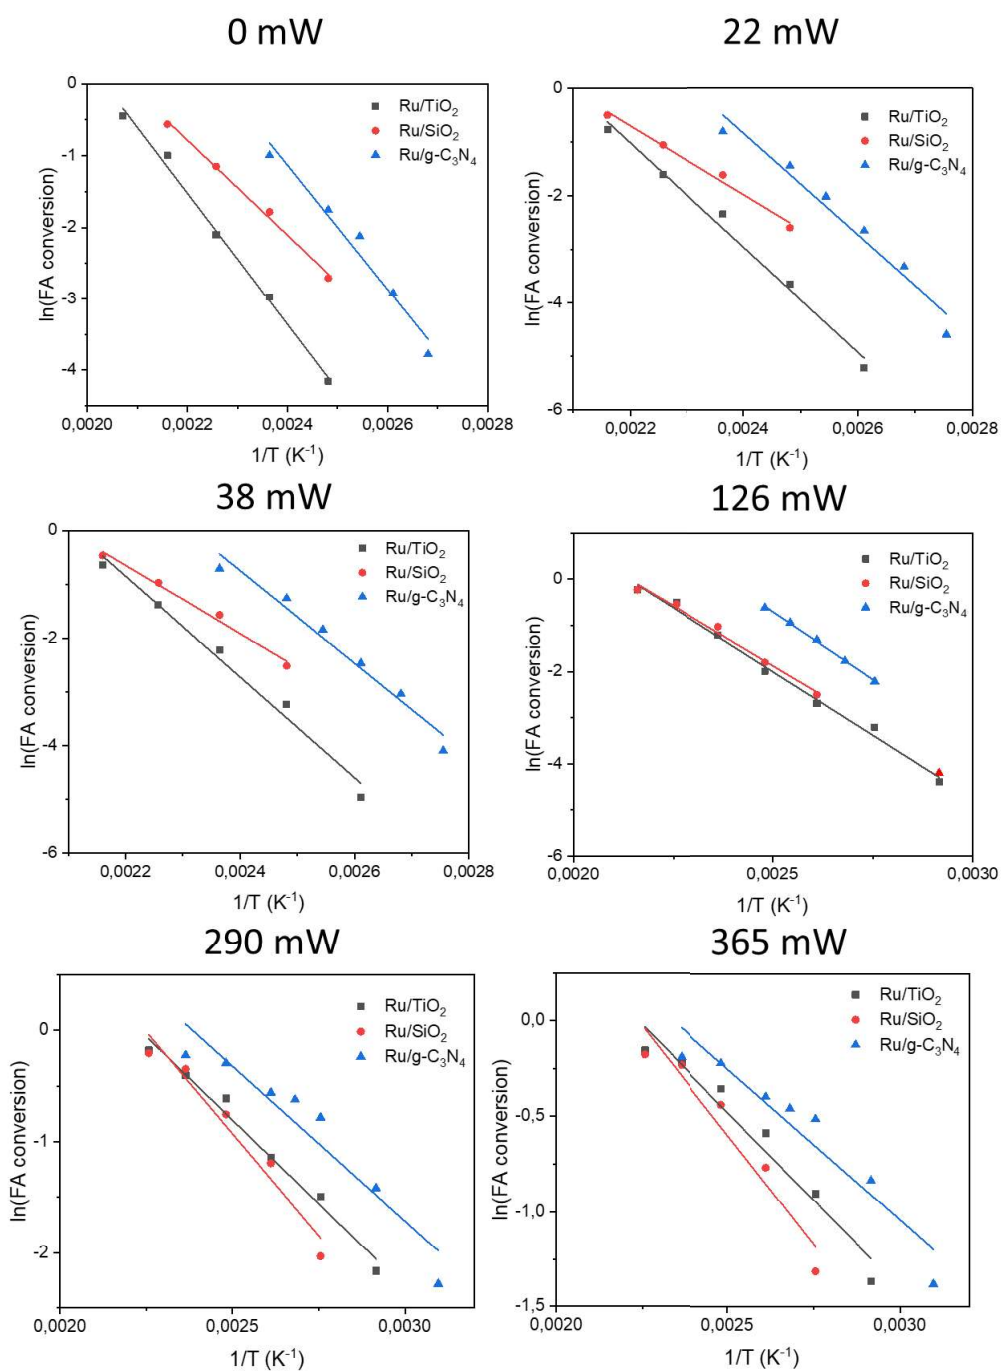 0 mW
22 mW
0
-1
-2
-3
-4
ln(FA conversion)
0,0020
0,0022
0,0024
0,0026
0,0028
1/T (K⁻¹)
Ru/TiO₂
Ru/SiO₂
Ru/g-C₃N₄
0
-2
-4
-6
ln(FA conversion)
0,0022
0,0024
0,0026
0,0028
1/T (K⁻¹)
Ru/TiO₂
Ru/SiO₂
Ru/g-C₃N₄
38 mW
126 mW
0
-2
-4
-6
ln(FA conversion)
0,0022
0,0024
0,0026
0,0028
1/T (K⁻¹)
Ru/TiO₂
Ru/SiO₂
Ru/g-C₃N₄
0
-2
-4
-6
ln(FA conversion)
0,0020
0,0025
0,0030
1/T (K⁻¹)
Ru/TiO₂
Ru/SiO₂
Ru/g-C₃N₄
290 mW
365 mW
0
-1
-2
ln(FA conversion)
0,0020
0,0025
0,0030
1/T (K⁻¹)
Ru/TiO₂
Ru/SiO₂
Ru/g-C₃N₄
0,0
-0,5
-1,0
-1,5
ln(FA conversion)
0,0020
0,0025
0,0030
1/T (K⁻¹)
Ru/TiO₂
Ru/SiO₂
Ru/g-C₃N₄